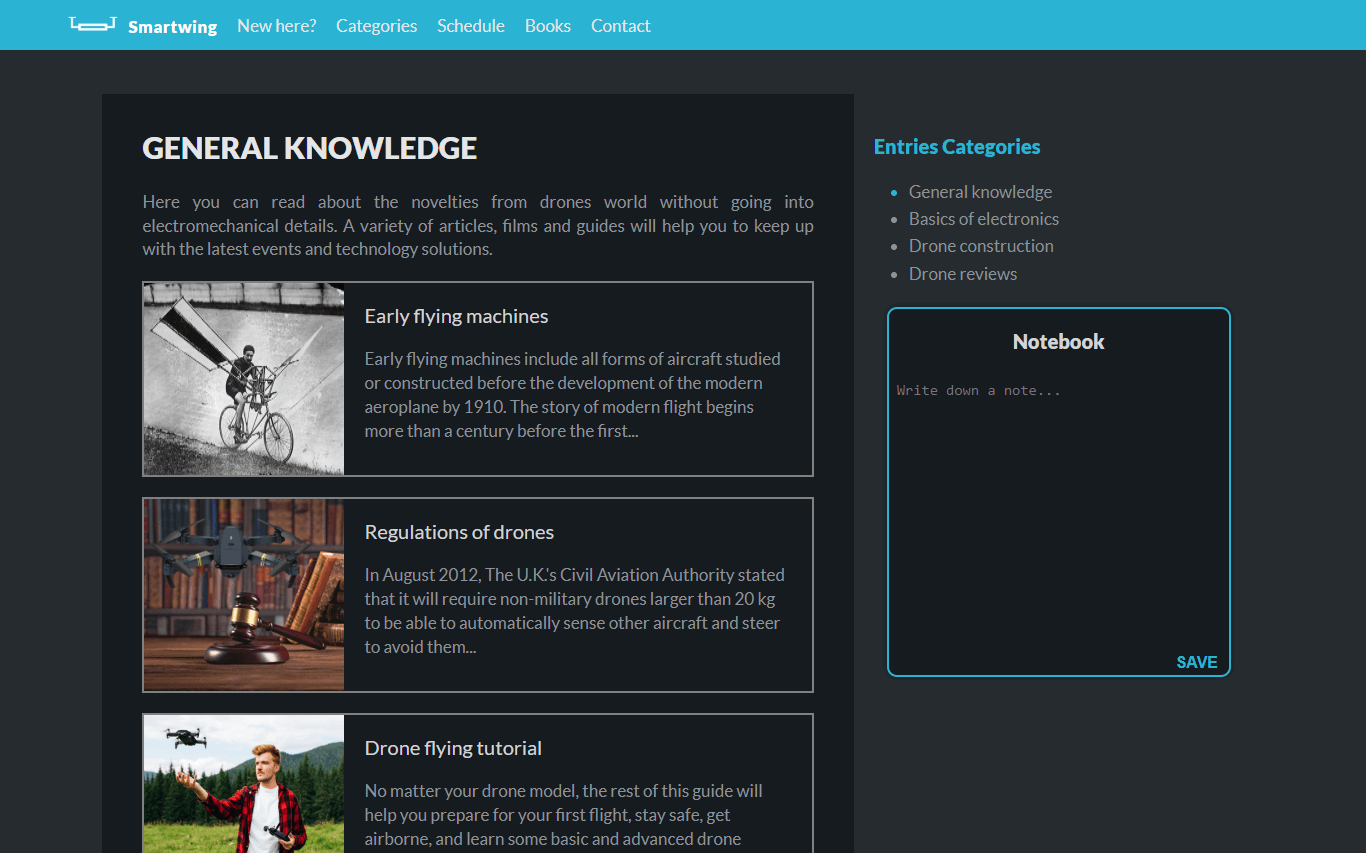 Smartwing New here? Categories Schedule Books Contact
GENERAL KNOWLEDGE
Here you can read about the novelties from drones world without going into
electromechanical details. A variety of articles, films and guides will help you to keep up
with the latest events and technology solutions.
Early flying machines
Early flying machines include all forms of aircraft studied
or constructed before the development of the modern
aeroplane by 1910. The story of modern flight begins
more than a century before the first...
Regulations of drones
In August 2012, The U.K.'s Civil Aviation Authority stated
that it will require non-military drones larger than 20 kg
to be able to automatically sense other aircraft and steer
to avoid them...
Drone flying tutorial
No matter your drone model, the rest of this guide will
help you prepare for your first flight, stay safe, get
airborne, and learn some basic and advanced drone
Entries Categories
General knowledge
Basics of electronics
Drone construction
Drone reviews
Notebook
Write down a note...
SAVE